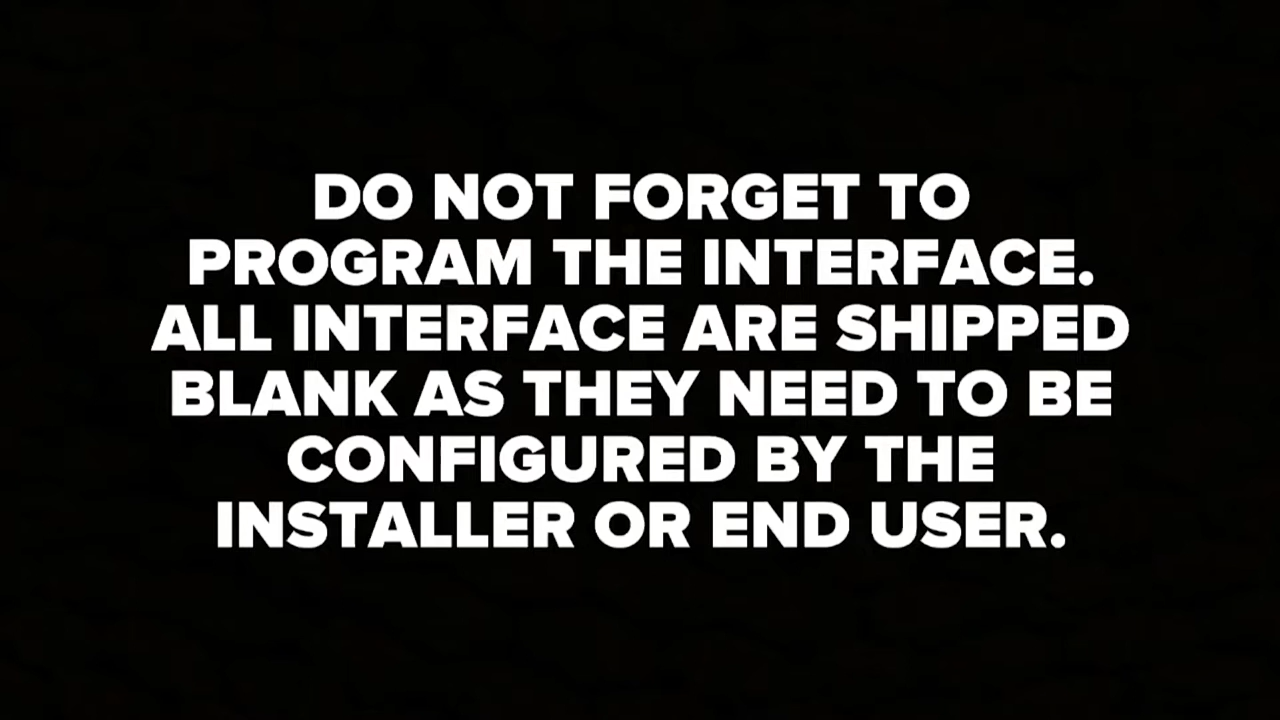 DO NOT FORGET TO
PROGRAM THE INTERFACE.
ALL INTERFACE ARE SHIPPED
BLANK AS THEY NEED TO BE
CONFIGURED BY THE
INSTALLER OR END USER.